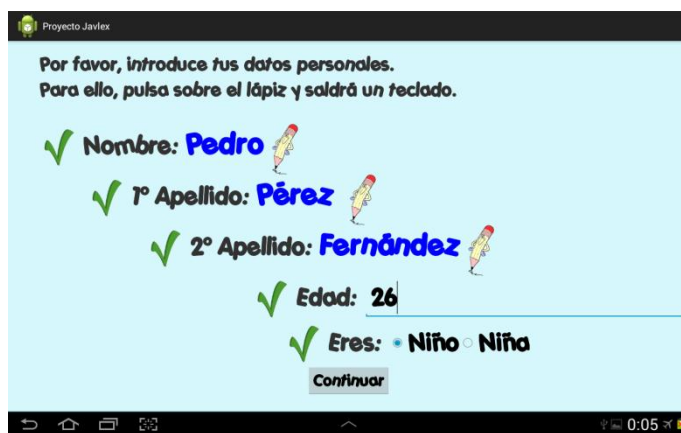 Proyecto Javlex
Por favor, introduce tus datos personales.
Para ello, pulsa sobre el lápiz y saldrá un teclado.
Nombre: Pedro
1º Apellido: Pérez
2º Apellido: Fernández
Edad: 26
Eres: Niño Niña
Continuar
0:05